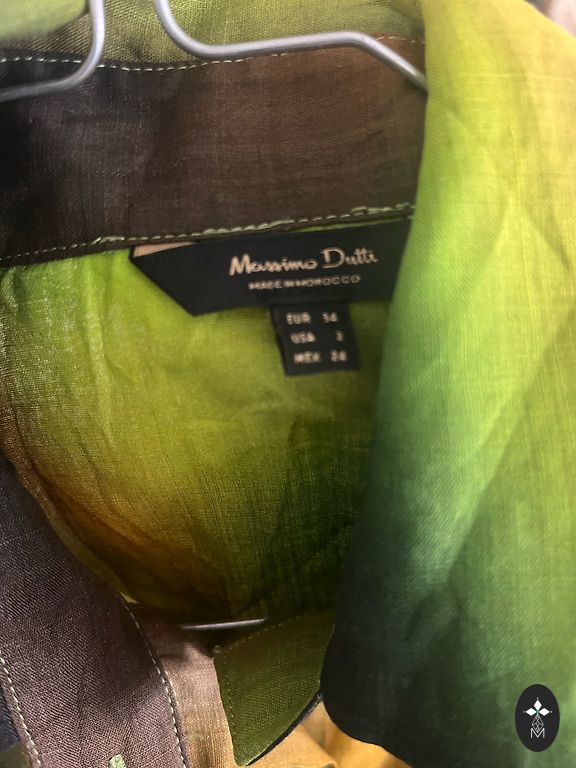 Massimo Dutti
MADE IN MOROCCO
EUR 34
USA 2
MEX 24
M